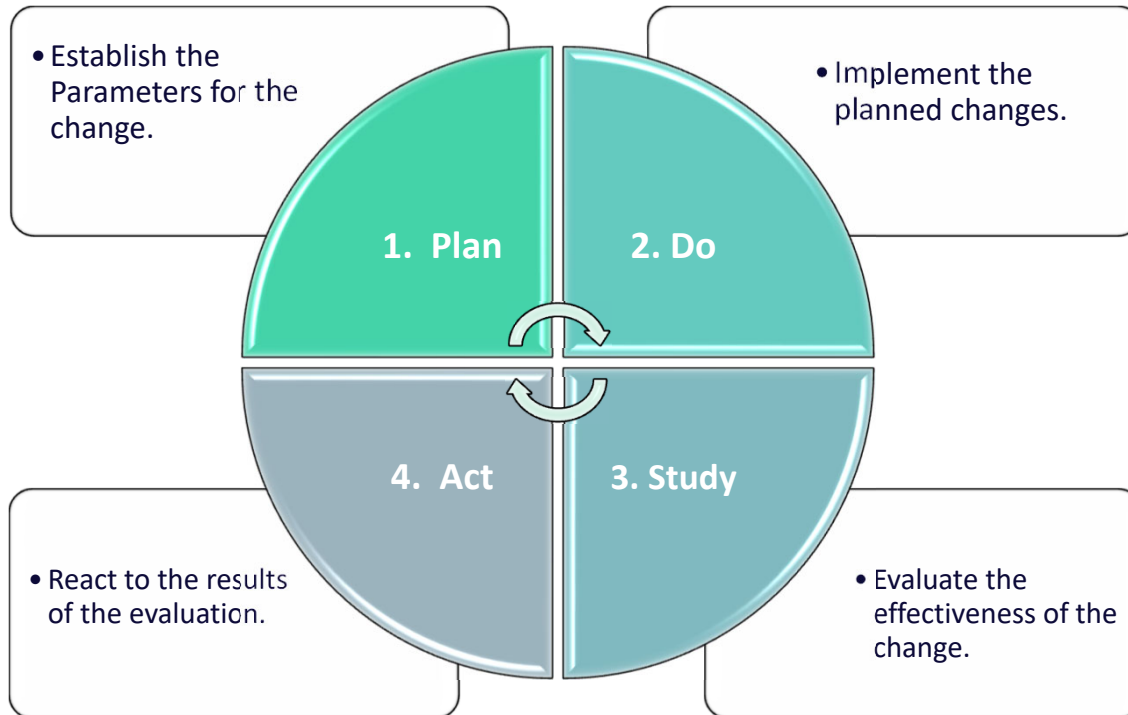 • Establish the
Parameters for the
change.
• Implement the
planned changes.
1. Plan
2. Do
4. Act
3. Study
• React to the results
of the evaluation.
• Evaluate the
effectiveness of the
change.